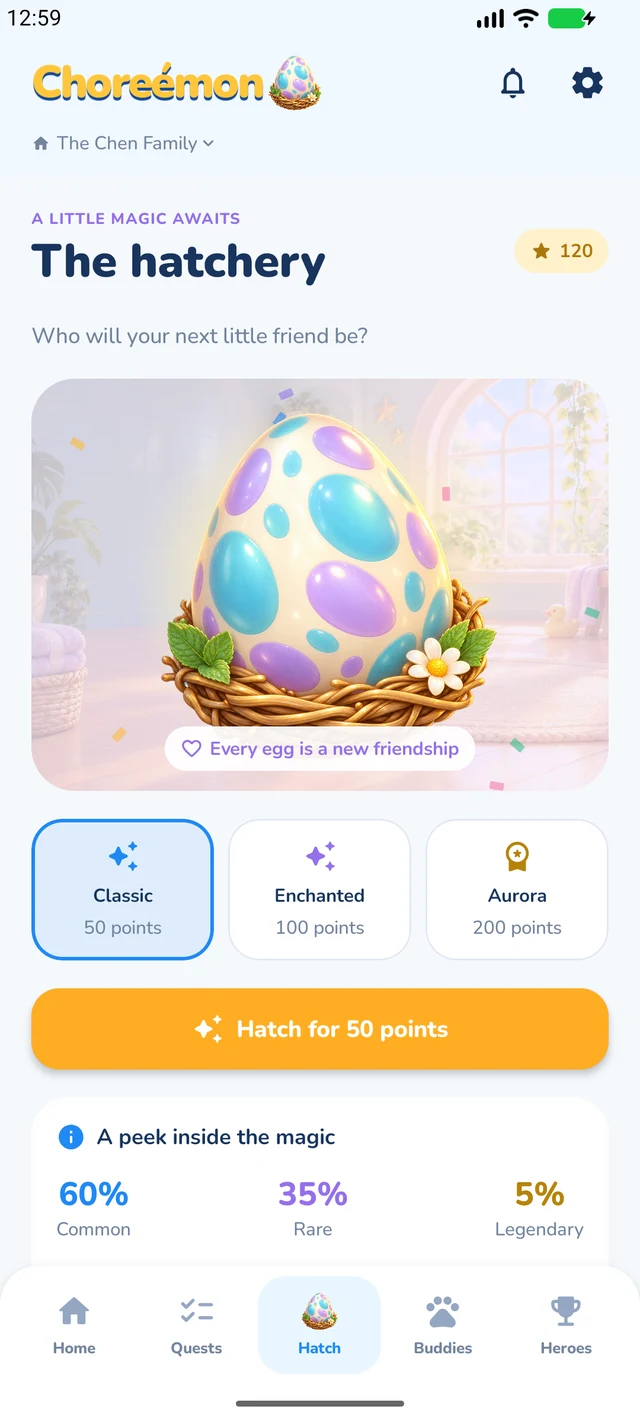 12:59
Choreémon
The Chen Family
A LITTLE MAGIC AWAITS
The hatchery
120
Who will your next little friend be?
Every egg is a new friendship
Classic
50 points
Enchanted
100 points
Aurora
200 points
Hatch for 50 points
A peek inside the magic
60%
Common
35%
Rare
5%
Legendary
Home
Quests
Hatch
Buddies
Heroes